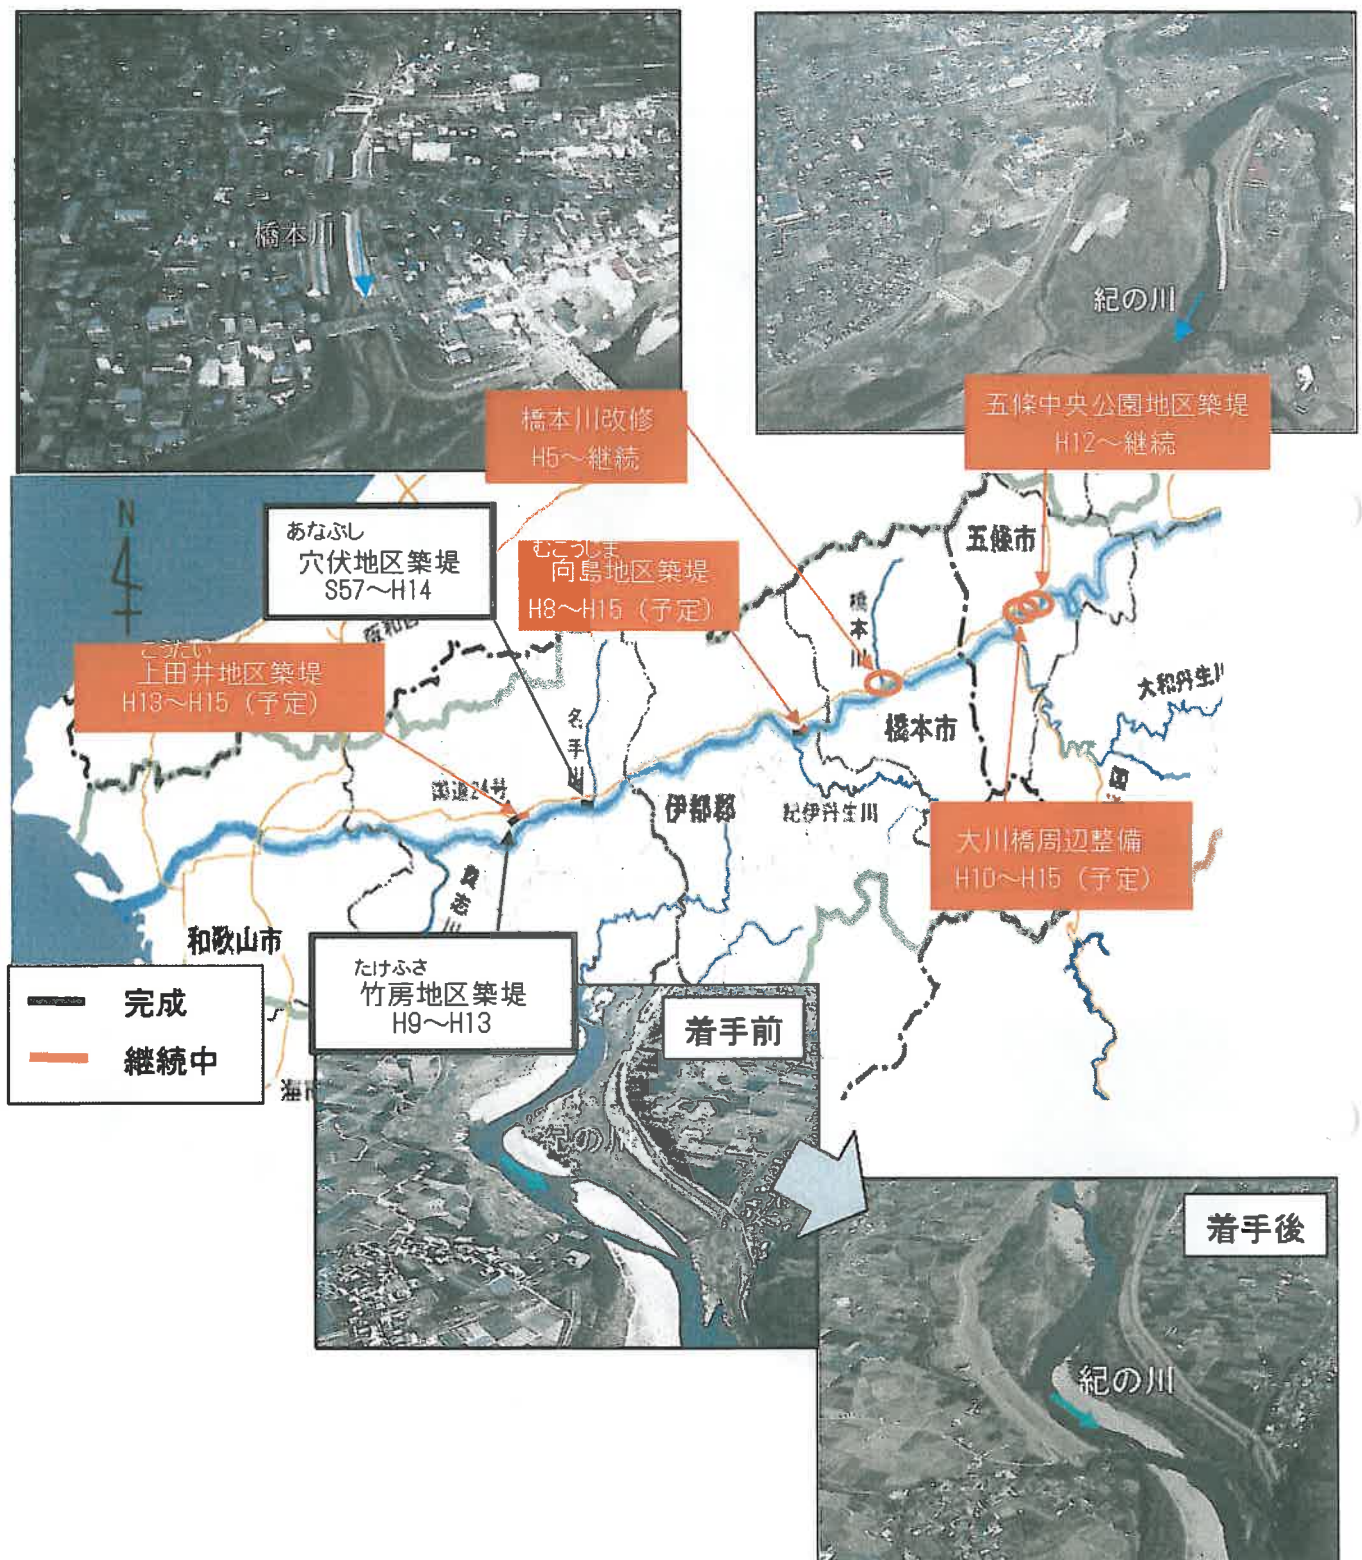 橋本川
紀の川
橋本川改修
H5～継続
五條中央公園地区築堤
H12～継続
N
あなぶし
穴伏地区築堤
S57～H14
むこうじま
向島地区築堤
H8～H15（予定）
五條市
橋本川
こうだい
上田井地区築堤
H13～H15（予定）
大和丹生川
名手川
橋本市
国道24号
伊都郡
紀伊丹生川
貴志川
大川橋周辺整備
H10～H15（予定）
和歌山市
たけふさ
竹房地区築堤
H9～H13
完成
継続中
着手前
紀の川
着手後
紀の川